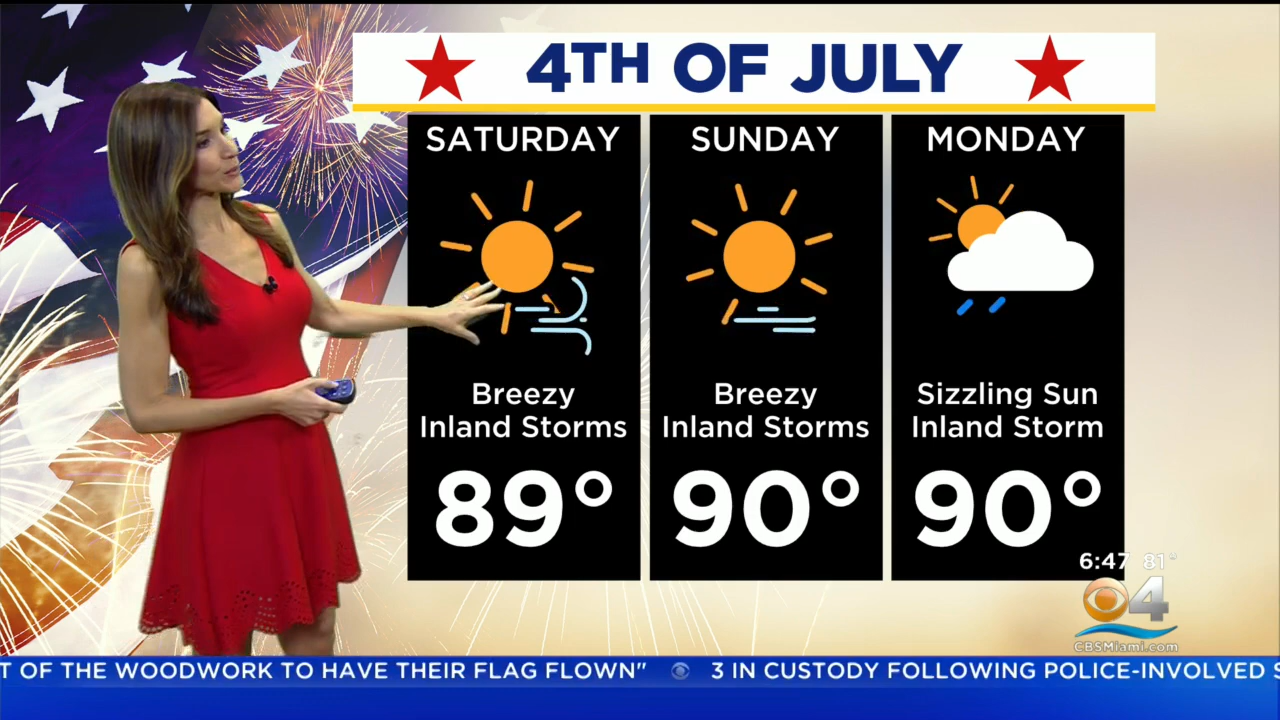 4TH OF JULY
SATURDAY
Breezy
Inland Storms
89°
SUNDAY
Breezy
Inland Storms
90°
MONDAY
Sizzling Sun
Inland Storm
90°
6:47 81°
4
CBSMiami.com
T OF THE WOODWORK TO HAVE THEIR FLAG FLOWN" 3 IN CUSTODY FOLLOWING POLICE-INVOLVED S